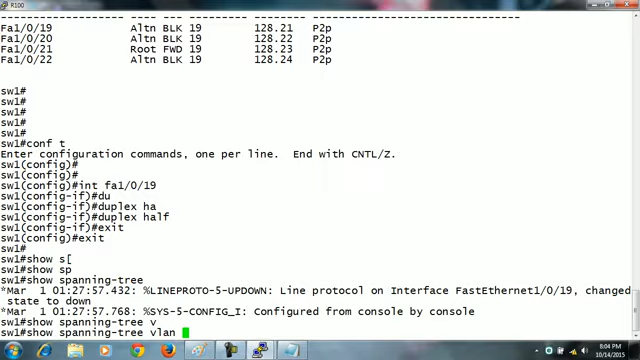 R100
------------------- ---- --- --------- -------- --------------------------------
Fa1/0/19            Altn BLK 19        128.21   P2p
Fa1/0/20            Altn BLK 19        128.22   P2p
Fa1/0/21            Root FWD 19        128.23   P2p
Fa1/0/22            Altn BLK 19        128.24   P2p
sw1#
sw1#
sw1#
sw1#
sw1#
sw1#conf t
Enter configuration commands, one per line.  End with CNTL/Z.
sw1(config)#
sw1(config)#
sw1(config)#int fa1/0/19
sw1(config-if)#du
sw1(config-if)#duplex ha
sw1(config-if)#duplex half
sw1(config-if)#exit
sw1(config)#exit
sw1#
sw1#show s[
sw1#show sp
sw1#show spanning-tree
*Mar  1 01:27:57.432: %LINEPROTO-5-UPDOWN: Line protocol on Interface FastEthernet1/0/19, changed
state to down
*Mar  1 01:27:57.768: %SYS-5-CONFIG_I: Configured from console by console
sw1#show spanning-tree v
sw1#show spanning-tree vlan
8:04 PM
10/14/2015